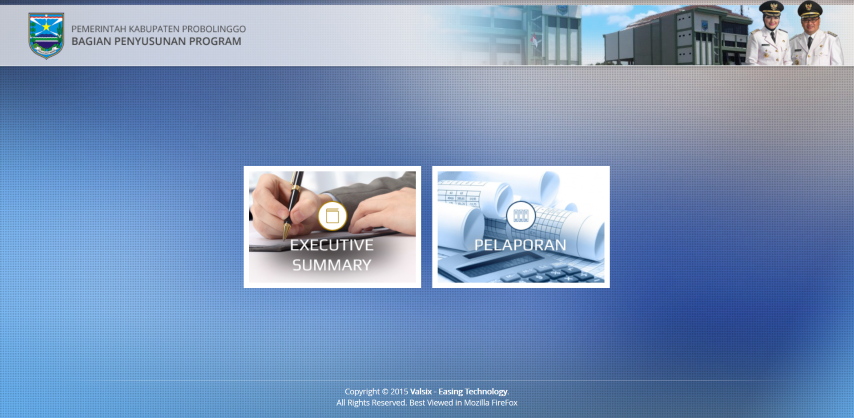 PEMERINTAH KABUPATEN PROBOLINGGO
BAGIAN PENYUSUNAN PROGRAM
EXECUTIVE
SUMMARY
PELAPORAN
Copyright © 2015 Valsix - Easing Technology.
All Rights Reserved. Best Viewed in Mozilla FireFox